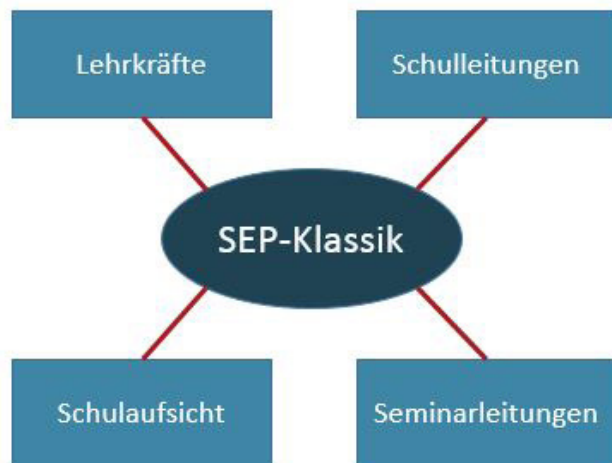 Lehrkräfte
Schulleitungen
SEP-Klassik
Schulaufsicht
Seminarleitungen